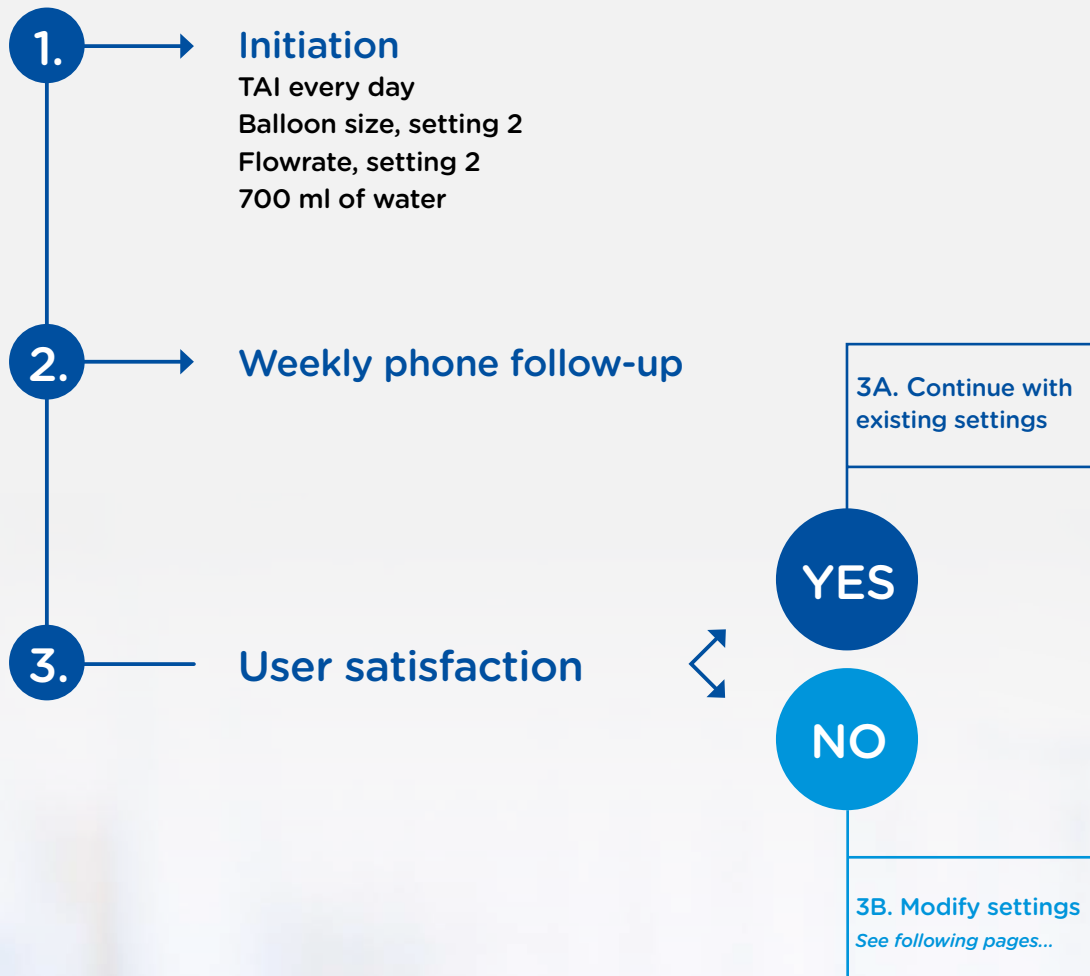 1.
Initiation
TAI every day
Balloon size, setting 2
Flowrate, setting 2
700 ml of water
2.
Weekly phone follow-up
3A. Continue with
existing settings
YES
3.
User satisfaction
NO
3B. Modify settings
See following pages...